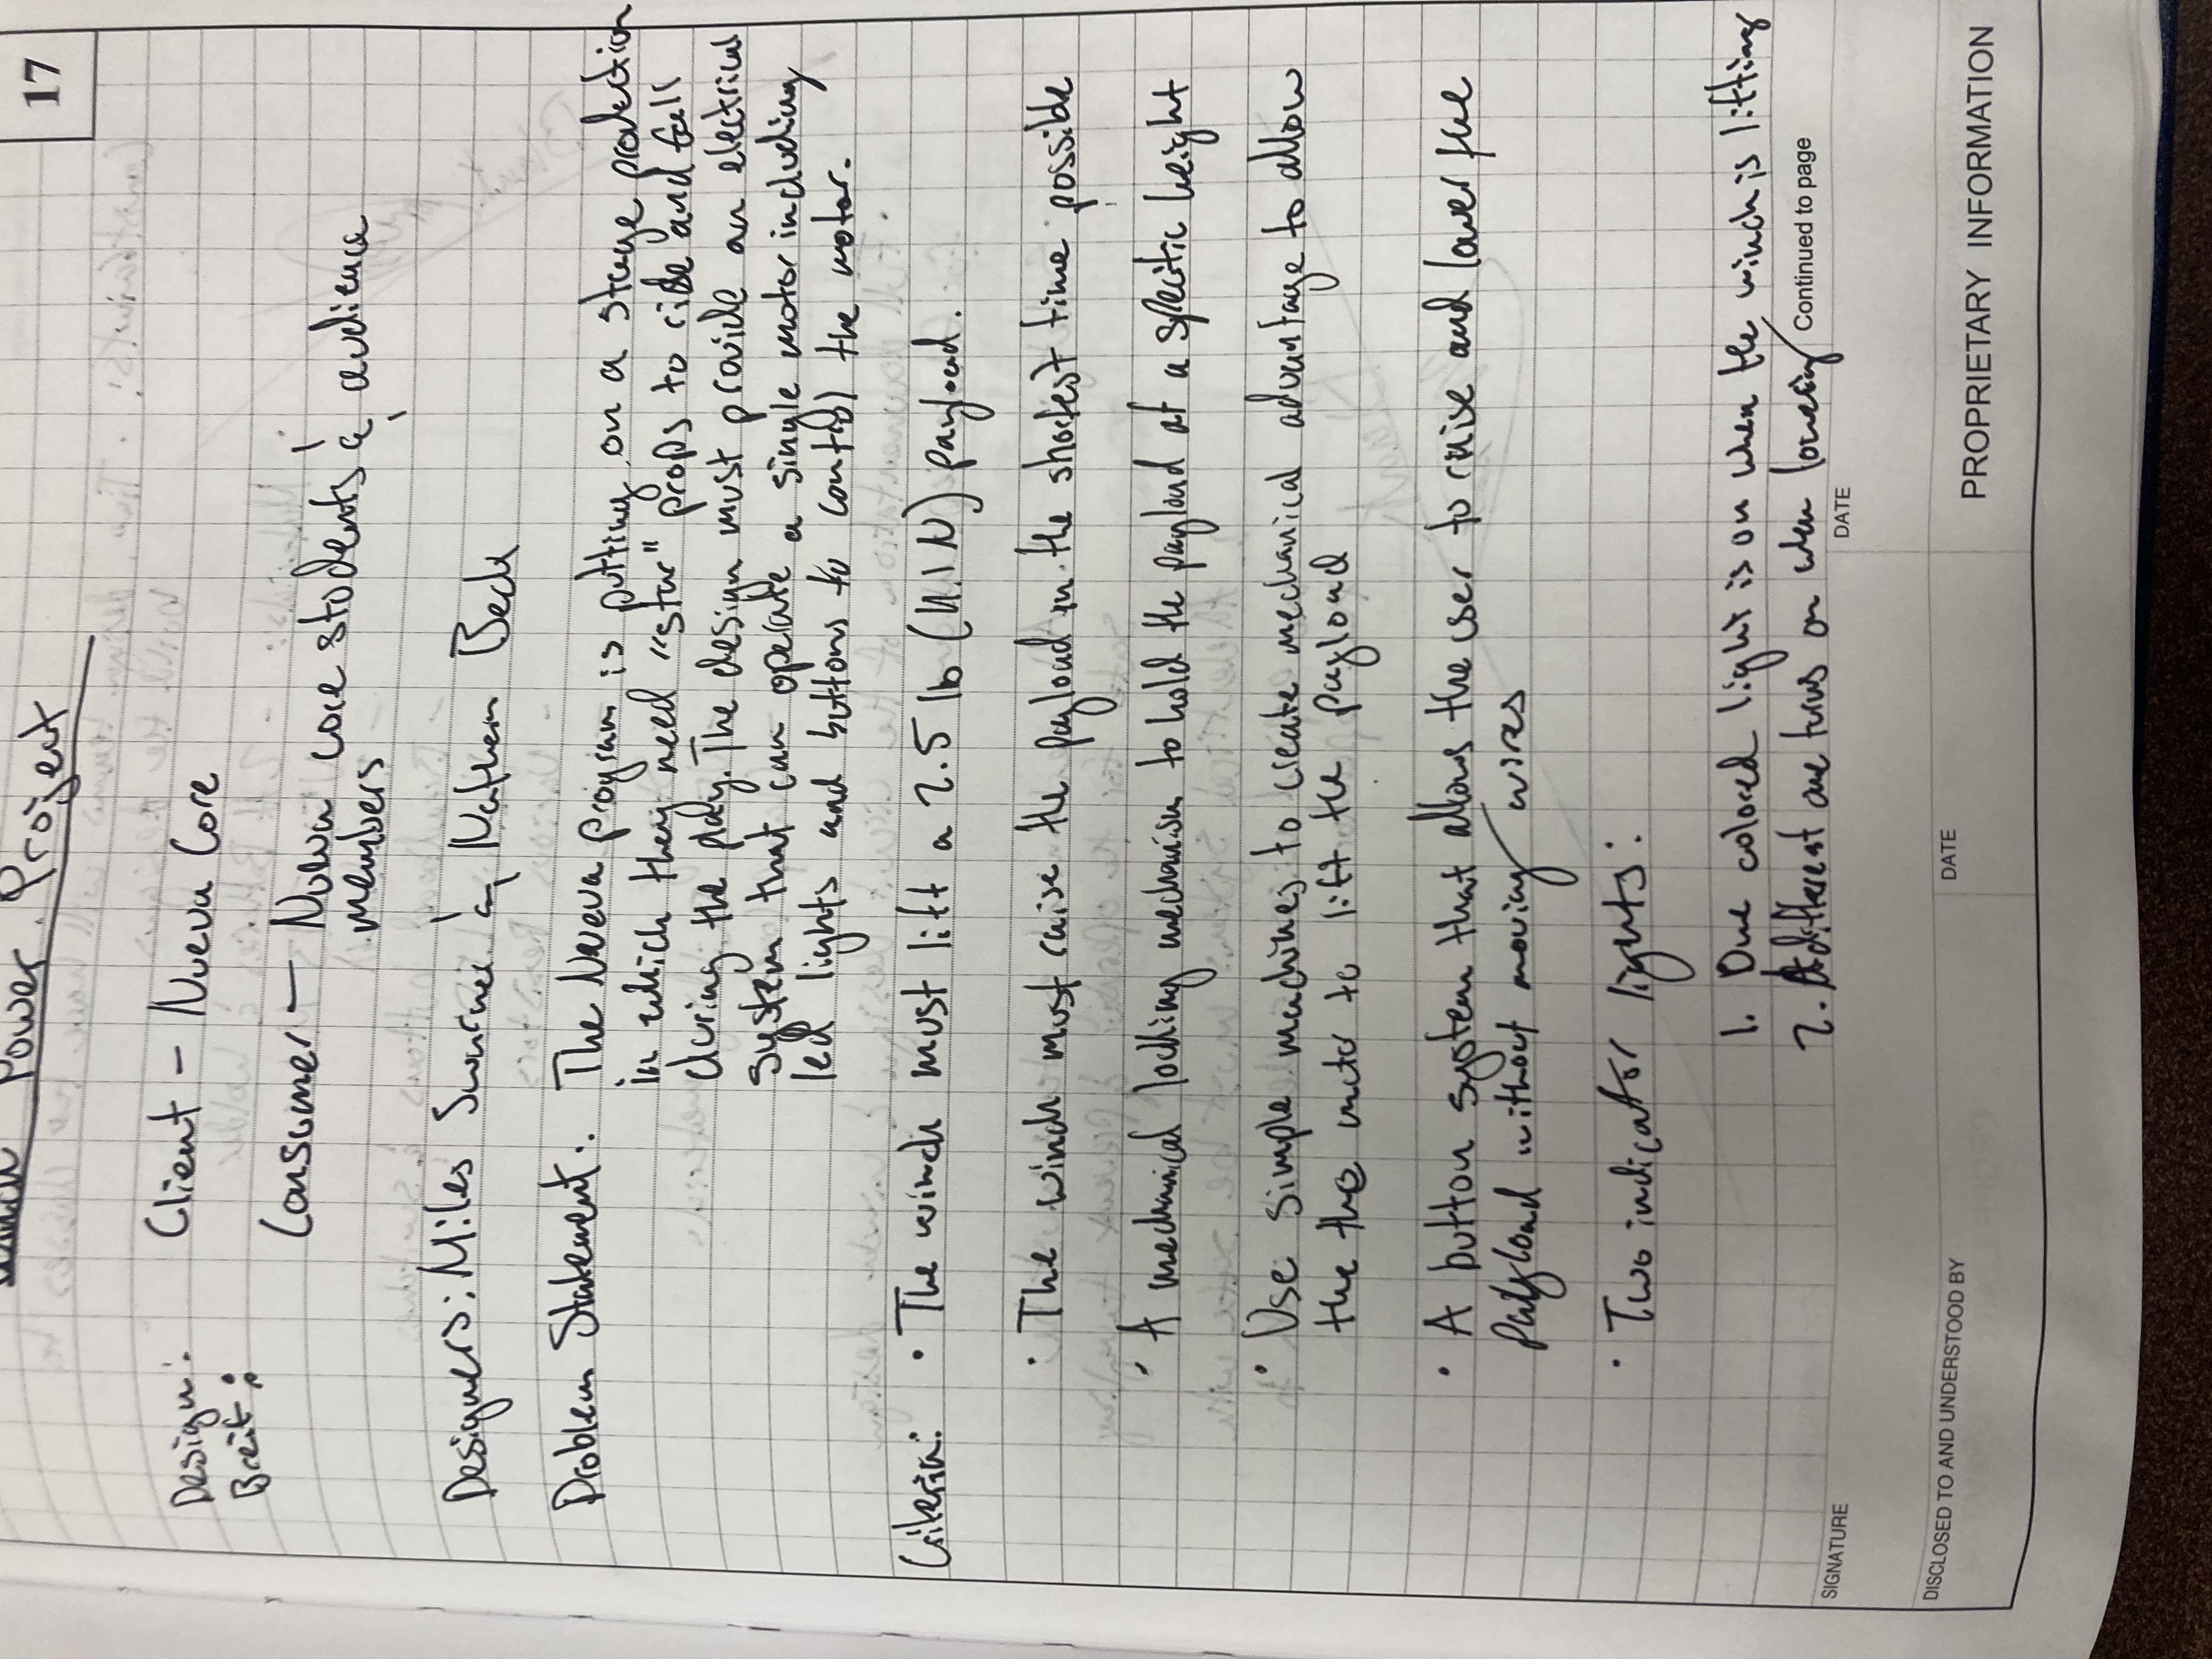 Winch Power Project
17
Design Client - Nueva Core
Breif:
Consumer - Nueva core students & audience
members
Designers: Miles & Nathan Beck
Problem Statement: The Nueva program is putting on a stage production
in which they need "star" props to rise and fall
during the play. The design must provide an electrical
system that can operate a single motor including
led lights and buttons to control the motor.
Criteria: • The winch must lift a 2.5 lb (11.1 N) payload.
• The winch must raise the payload in the shortest time possible
• A mechanical locking mechanism to hold the payload at a specific height
• Use simple machines to create mechanical advantage to allow
the the motor to lift the payload
• A button system that allows the user to raise and lower the
payload without moving wires
• Two indicator lights:
1. One colored light is on when the winch is lifting
2. A different one turns on when lowering
Continued to page
SIGNATURE
DATE
DISCLOSED TO AND UNDERSTOOD BY
DATE
PROPRIETARY INFORMATION